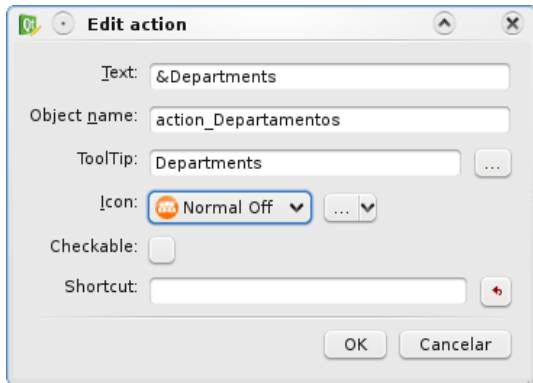 Edit action
Text: &Departments
Object name: action_Departamentos
ToolTip: Departments ...
Icon: Normal Off ...
Checkable:
Shortcut:
OK Cancelar